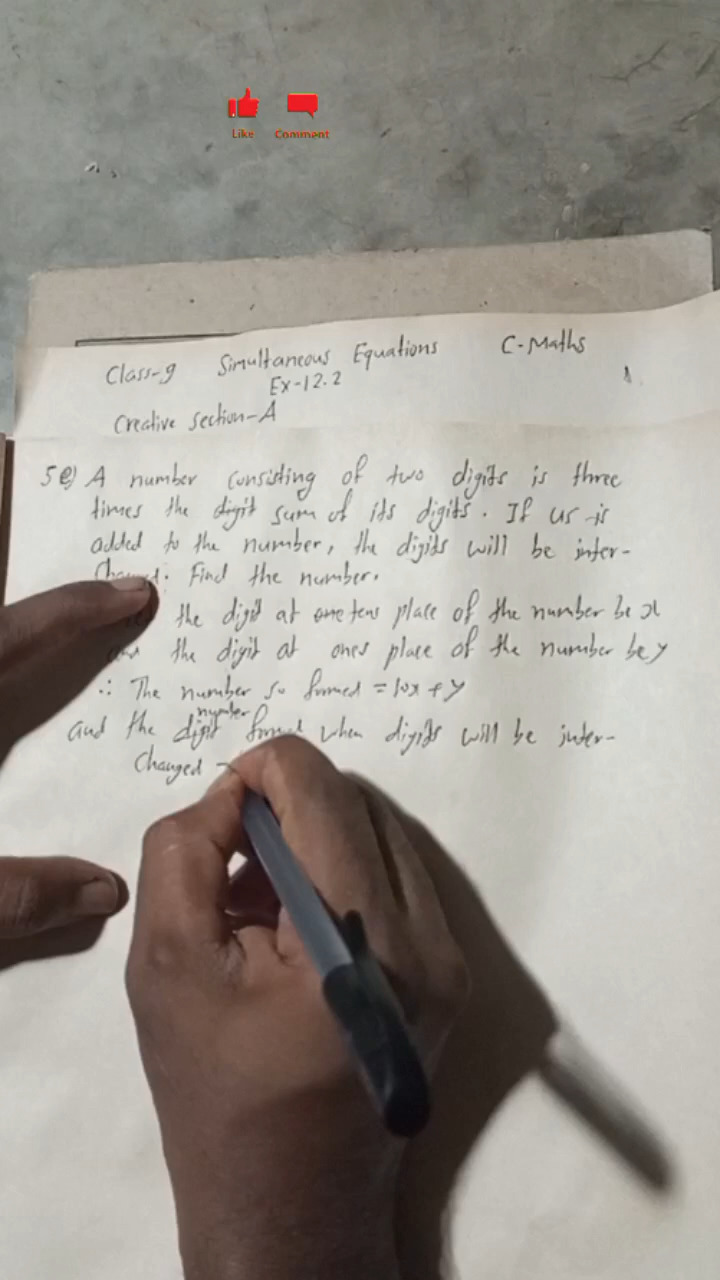 Like Comment
Class-9 Simultaneous Equations C-Maths
Ex-12.2
Creative section-A
5e) A number consisting of two digits is three
times the digit sum of its digits. If 45 is
added to the number, the digits will be inter-
Find the number.
the digit at one tens place of the number be x
the digit at ones place of the number be y
∴ The number so formed = 10x + y
number
and the digit formed when digits will be inter-
changed